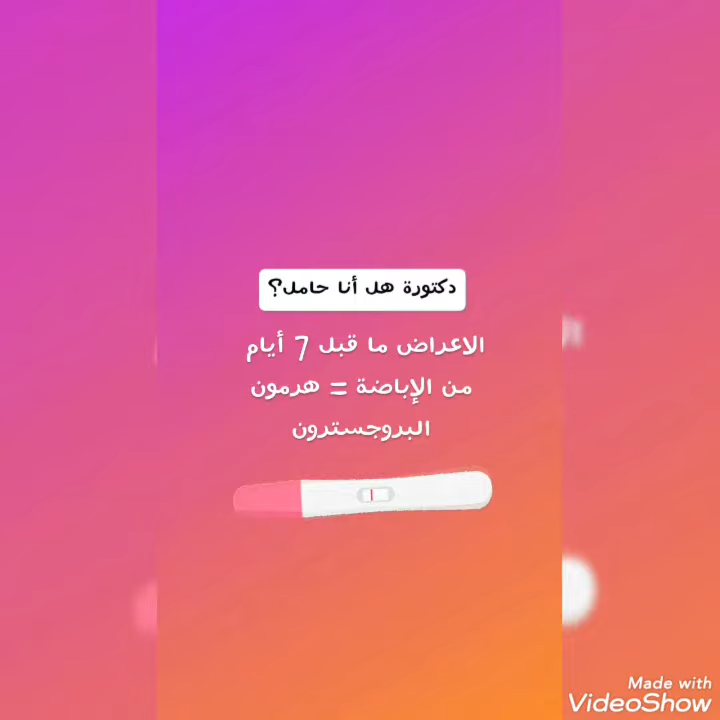 دكتورة هل أنا حامل؟
الاعراض ما قبل 7 أيام
من الإباضة = هرمون
البروجسترون
Made with
VideoShow